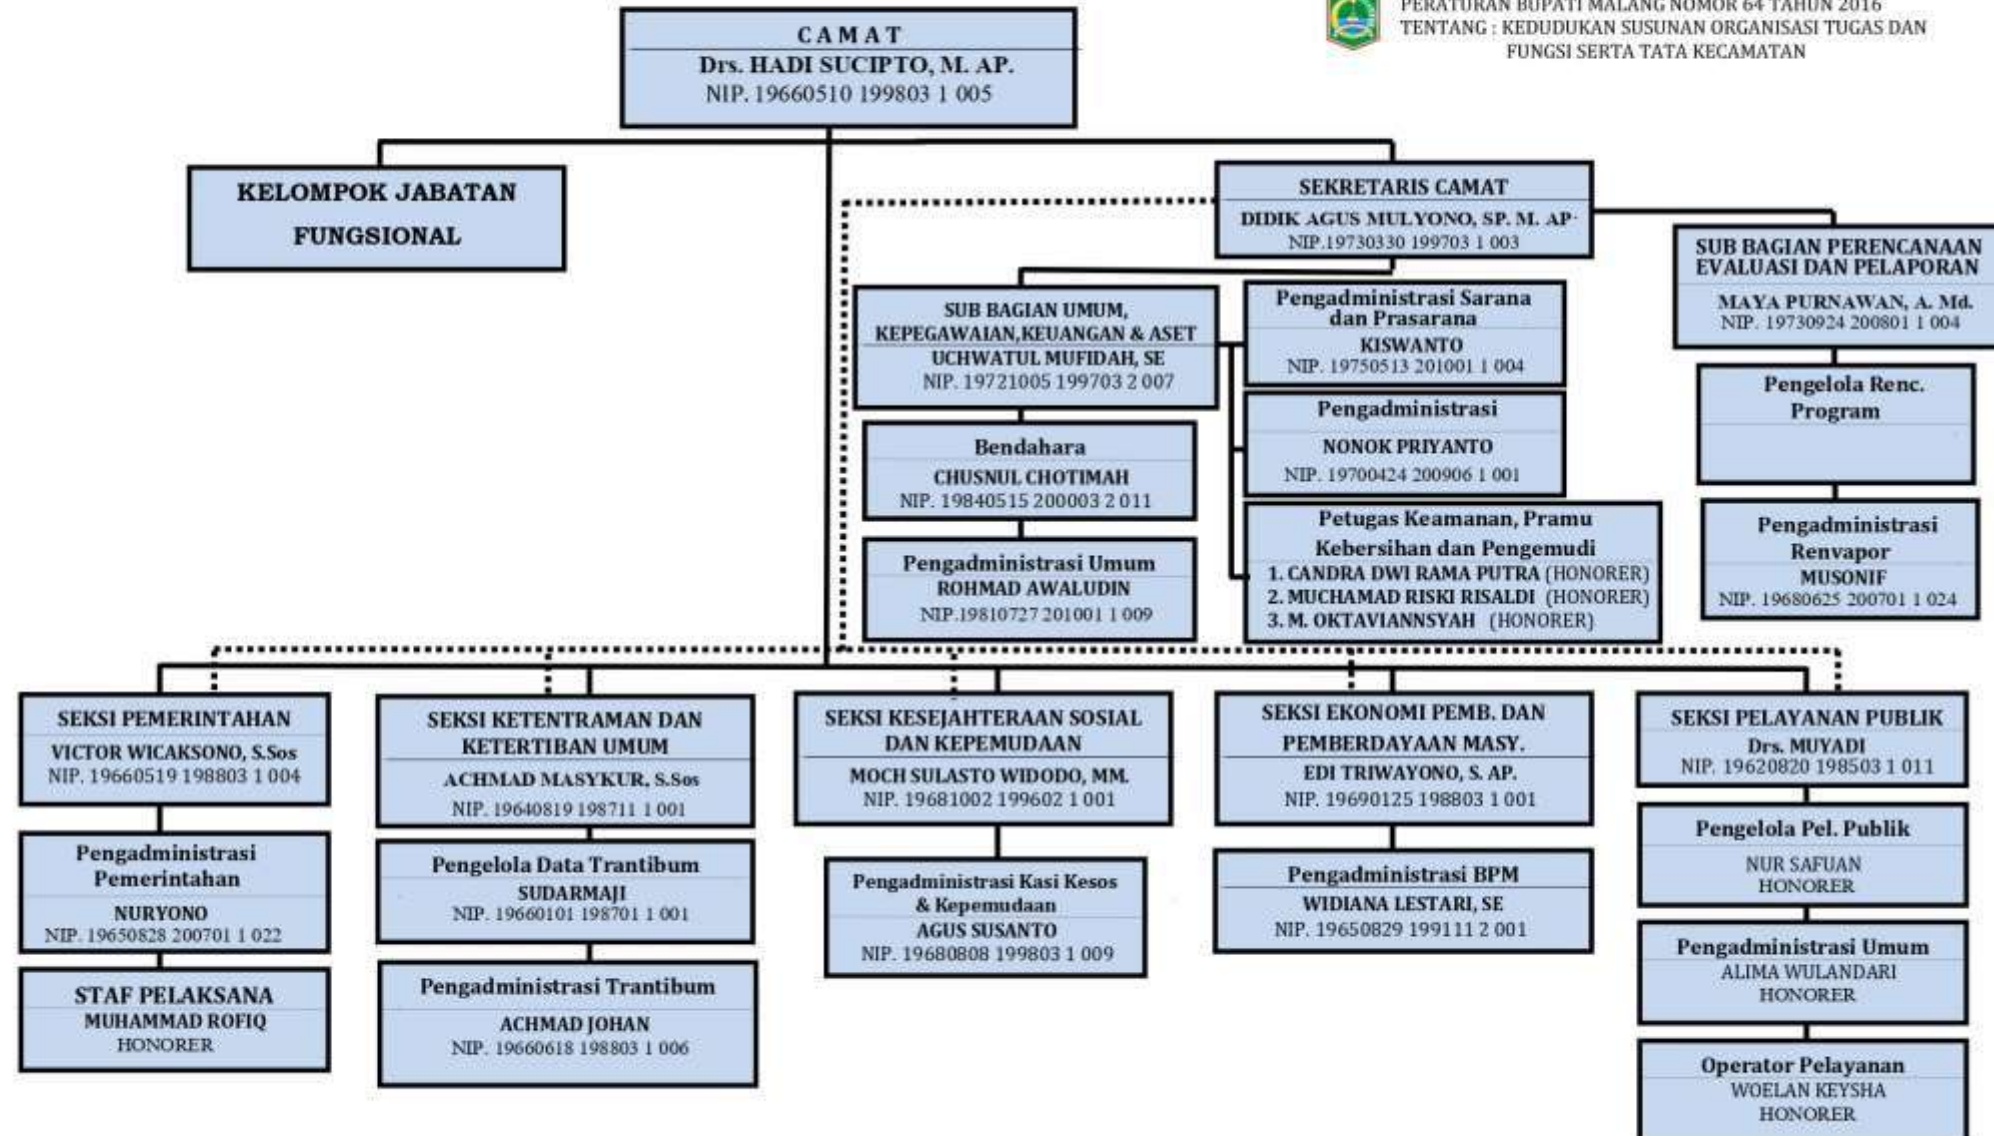 PERATURAN BUPATI MALANG NOMOR 64 TAHUN 2016
TENTANG : KEDUDUKAN SUSUNAN ORGANISASI TUGAS DAN
FUNGSI SERTA TATA KECAMATAN
C A M A T
Drs. HADI SUCIPTO, M. AP.
NIP. 19660510 199803 1 005
KELOMPOK JABATAN
FUNGSIONAL
SEKRETARIS CAMAT
DIDIK AGUS MULYONO, SP. M. AP.
NIP.19730330 199703 1 003
SUB BAGIAN PERENCANAAN
EVALUASI DAN PELAPORAN
MAYA PURNAWAN, A. Md.
NIP. 19730924 200801 1 004
Pengelola Renc.
Program
Pengadministrasi
Renvapor
MUSONIF
NIP. 19680625 200701 1 024
SUB BAGIAN UMUM,
KEPEGAWAIAN,KEUANGAN & ASET
UCHWATUL MUFIDAH, SE
NIP. 19721005 199703 2 007
Bendahara
CHUSNUL CHOTIMAH
NIP. 19840515 200003 2 011
Pengadministrasi Umum
ROHMAD AWALUDIN
NIP.19810727 201001 1 009
Pengadministrasi Sarana
dan Prasarana
KISWANTO
NIP. 19750513 201001 1 004
Pengadministrasi
NONOK PRIYANTO
NIP. 19700424 200906 1 001
Petugas Keamanan, Pramu
Kebersihan dan Pengemudi
1. CANDRA DWI RAMA PUTRA (HONORER)
2. MUCHAMAD RISKI RISALDI (HONORER)
3. M. OKTAVIANNSYAH (HONORER)
SEKSI PEMERINTAHAN
VICTOR WICAKSONO, S.Sos
NIP. 19660519 198803 1 004
Pengadministrasi
Pemerintahan
NURYONO
NIP. 19650828 200701 1 022
STAF PELAKSANA
MUHAMMAD ROFIQ
HONORER
SEKSI KETENTRAMAN DAN
KETERTIBAN UMUM
ACHMAD MASYKUR, S.Sos
NIP. 19640819 198711 1 001
Pengelola Data Trantibum
SUDARMAJI
NIP. 19660101 198701 1 001
Pengadministrasi Trantibum
ACHMAD JOHAN
NIP. 19660618 198803 1 006
SEKSI KESEJAHTERAAN SOSIAL
DAN KEPEMUDAAN
MOCH SULASTO WIDODO, MM.
NIP. 19681002 199602 1 001
Pengadministrasi Kasi Kesos
& Kepemudaan
AGUS SUSANTO
NIP. 19680808 199803 1 009
SEKSI EKONOMI PEMB. DAN
PEMBERDAYAAN MASY.
EDI TRIWAYONO, S. AP.
NIP. 19690125 198803 1 001
Pengadministrasi BPM
WIDIANA LESTARI, SE
NIP. 19650829 199111 2 001
SEKSI PELAYANAN PUBLIK
Drs. MUYADI
NIP. 19620820 198503 1 011
Pengelola Pel. Publik
NUR SAFUAN
HONORER
Pengadministrasi Umum
ALIMA WULANDARI
HONORER
Operator Pelayanan
WOELAN KEYSHA
HONORER